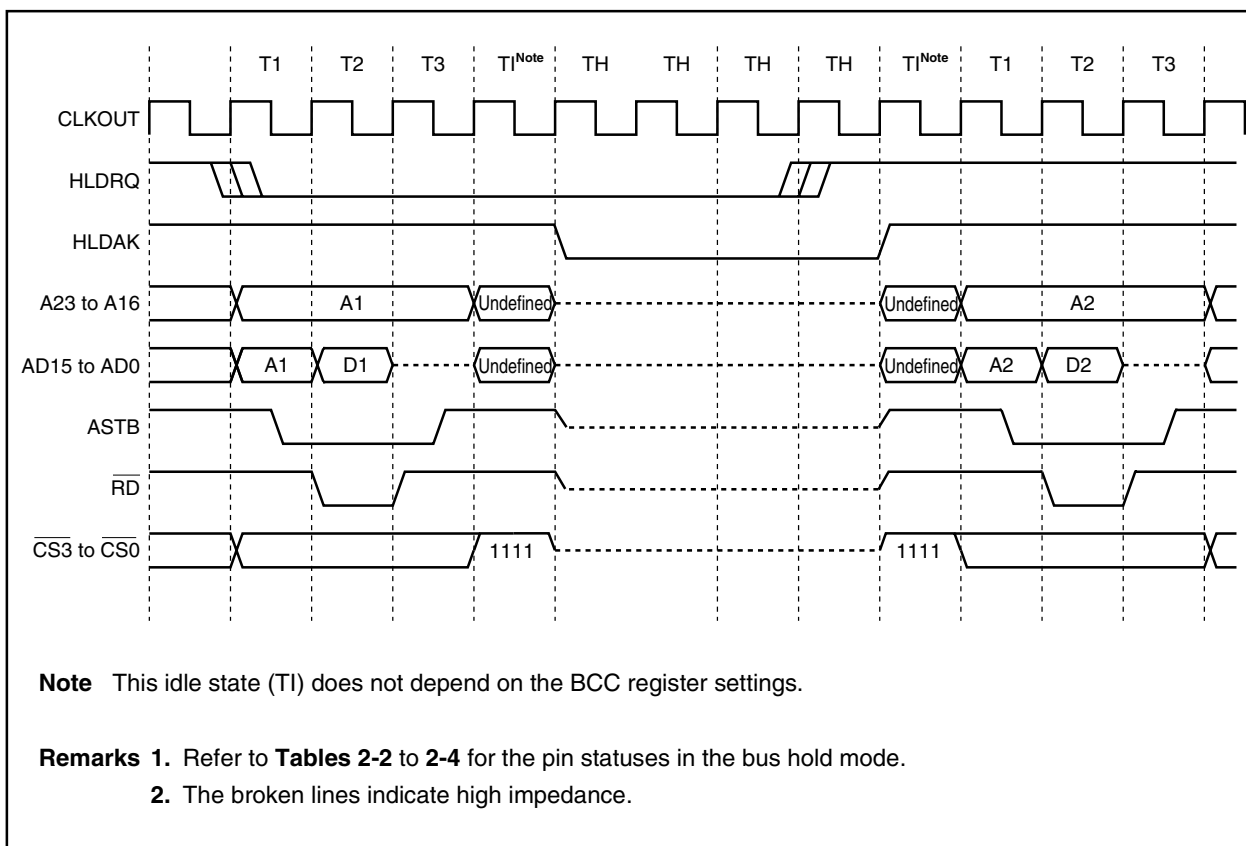 T1 T2 T3 TINote TH TH TH TH TINote T1 T2 T3
CLKOUT
HLDRQ
HLDAK
A23 to A16 A1 Undefined Undefined A2
AD15 to AD0 A1 D1 Undefined Undefined A2 D2
ASTB
RD
CS3 to CS0 1111 1111
Note This idle state (TI) does not depend on the BCC register settings.
Remarks 1. Refer to Tables 2-2 to 2-4 for the pin statuses in the bus hold mode.
2. The broken lines indicate high impedance.